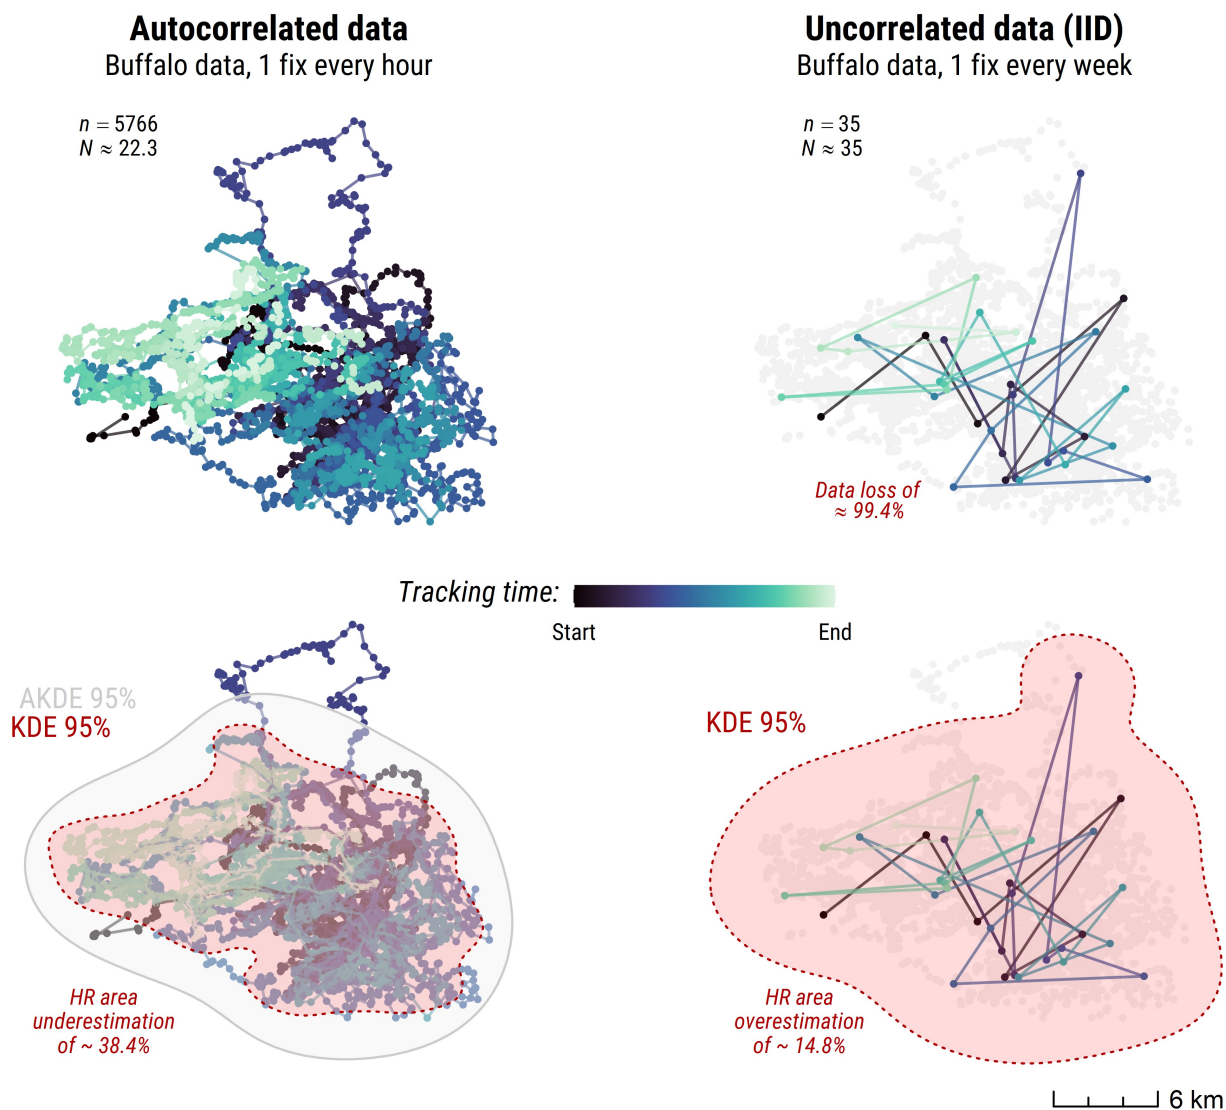 Autocorrelated data
Buffalo data, 1 fix every hour
n = 5766
N ≈ 22.3
Uncorrelated data (IID)
Buffalo data, 1 fix every week
n = 35
N ≈ 35
Data loss of
≈ 99.4%
Tracking time:
Start
End
AKDE 95%
KDE 95%
HR area
underestimation
of ~ 38.4%
KDE 95%
HR area
overestimation
of ~ 14.8%
6 km